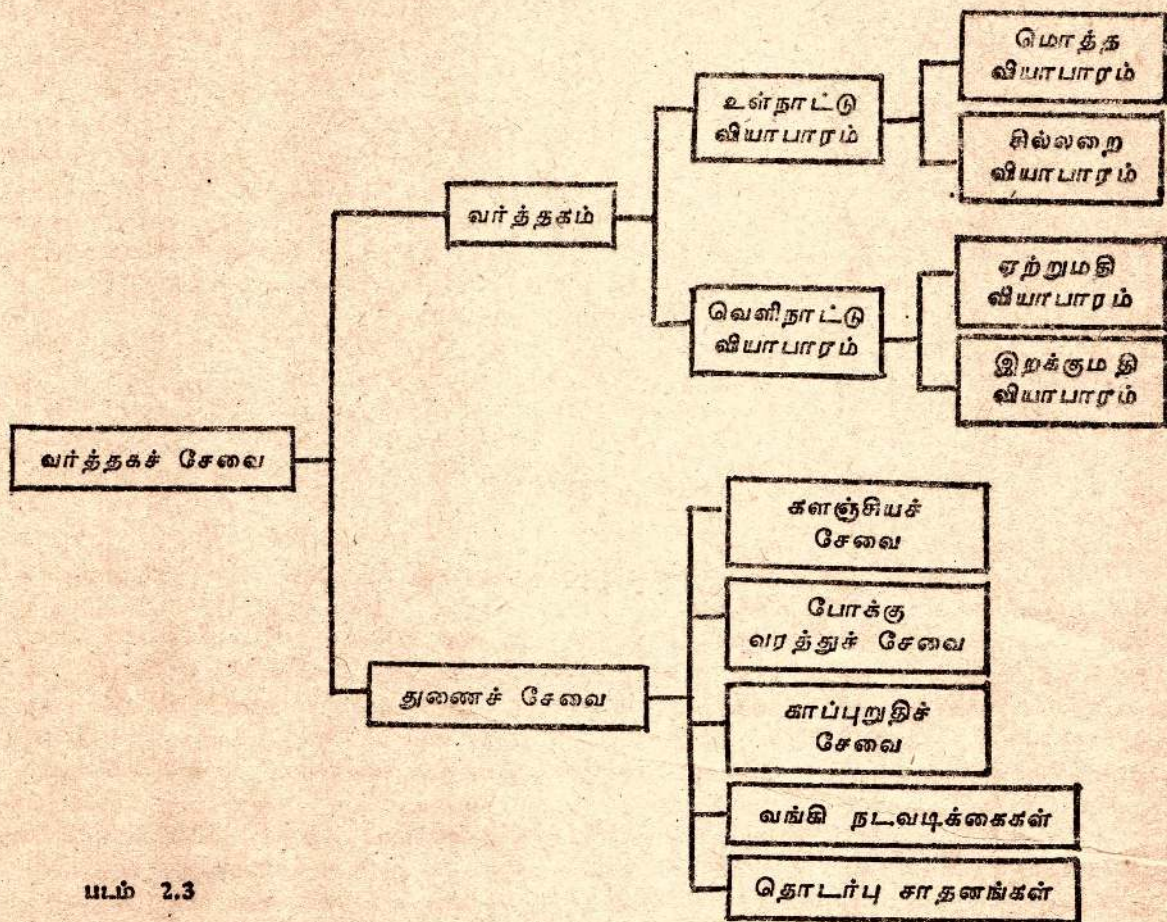 மொத்த
வியாபாரம்
உள்நாட்டு
வியாபாரம்
சில்லறை
வியாபாரம்
வர்த்தகம்
ஏற்றுமதி
வியாபாரம்
வெளிநாட்டு
வியாபாரம்
இறக்குமதி
வியாபாரம்
வர்த்தகச் சேவை
களஞ்சியச்
சேவை
போக்கு
வரத்துச் சேவை
துணைச் சேவை
காப்புறுதிச்
சேவை
வங்கி நடவடிக்கைகள்
தொடர்பு சாதனங்கள்
படம் 2.3